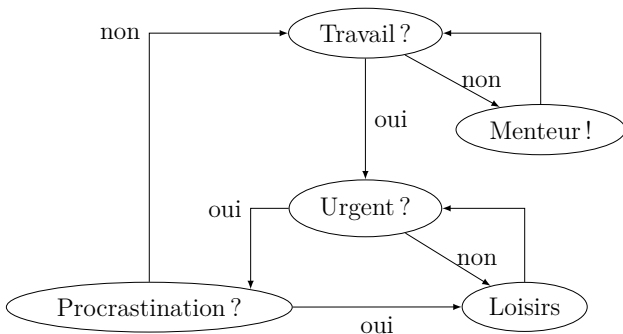 non
Travail ?
non
oui
Menteur !
oui
Urgent ?
non
Procrastination ?
oui
Loisirs